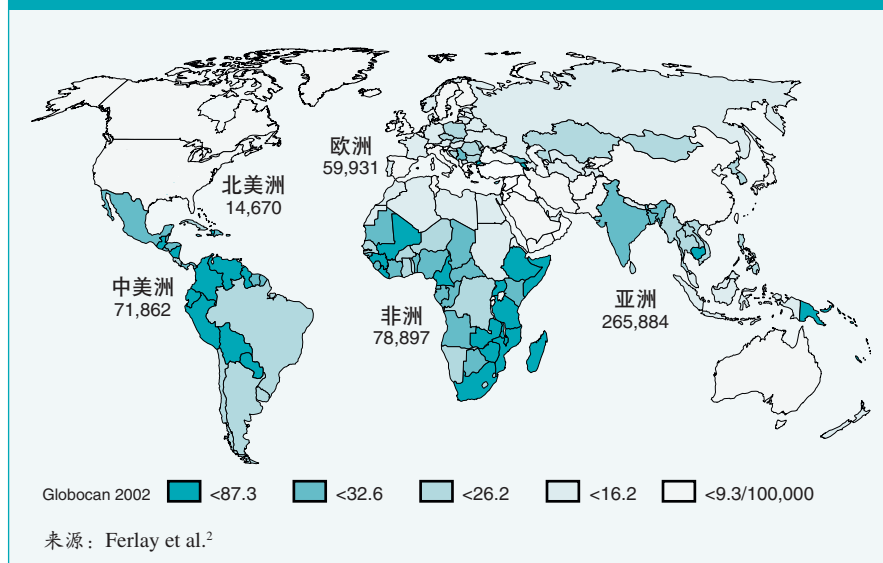 欧洲
59,931
北美洲
14,670
中美洲
71,862
非洲
78,897
亚洲
265,884
Globocan 2002 <87.3 <32.6 <26.2 <16.2 <9.3/100,000
来源：Ferlay et al.²